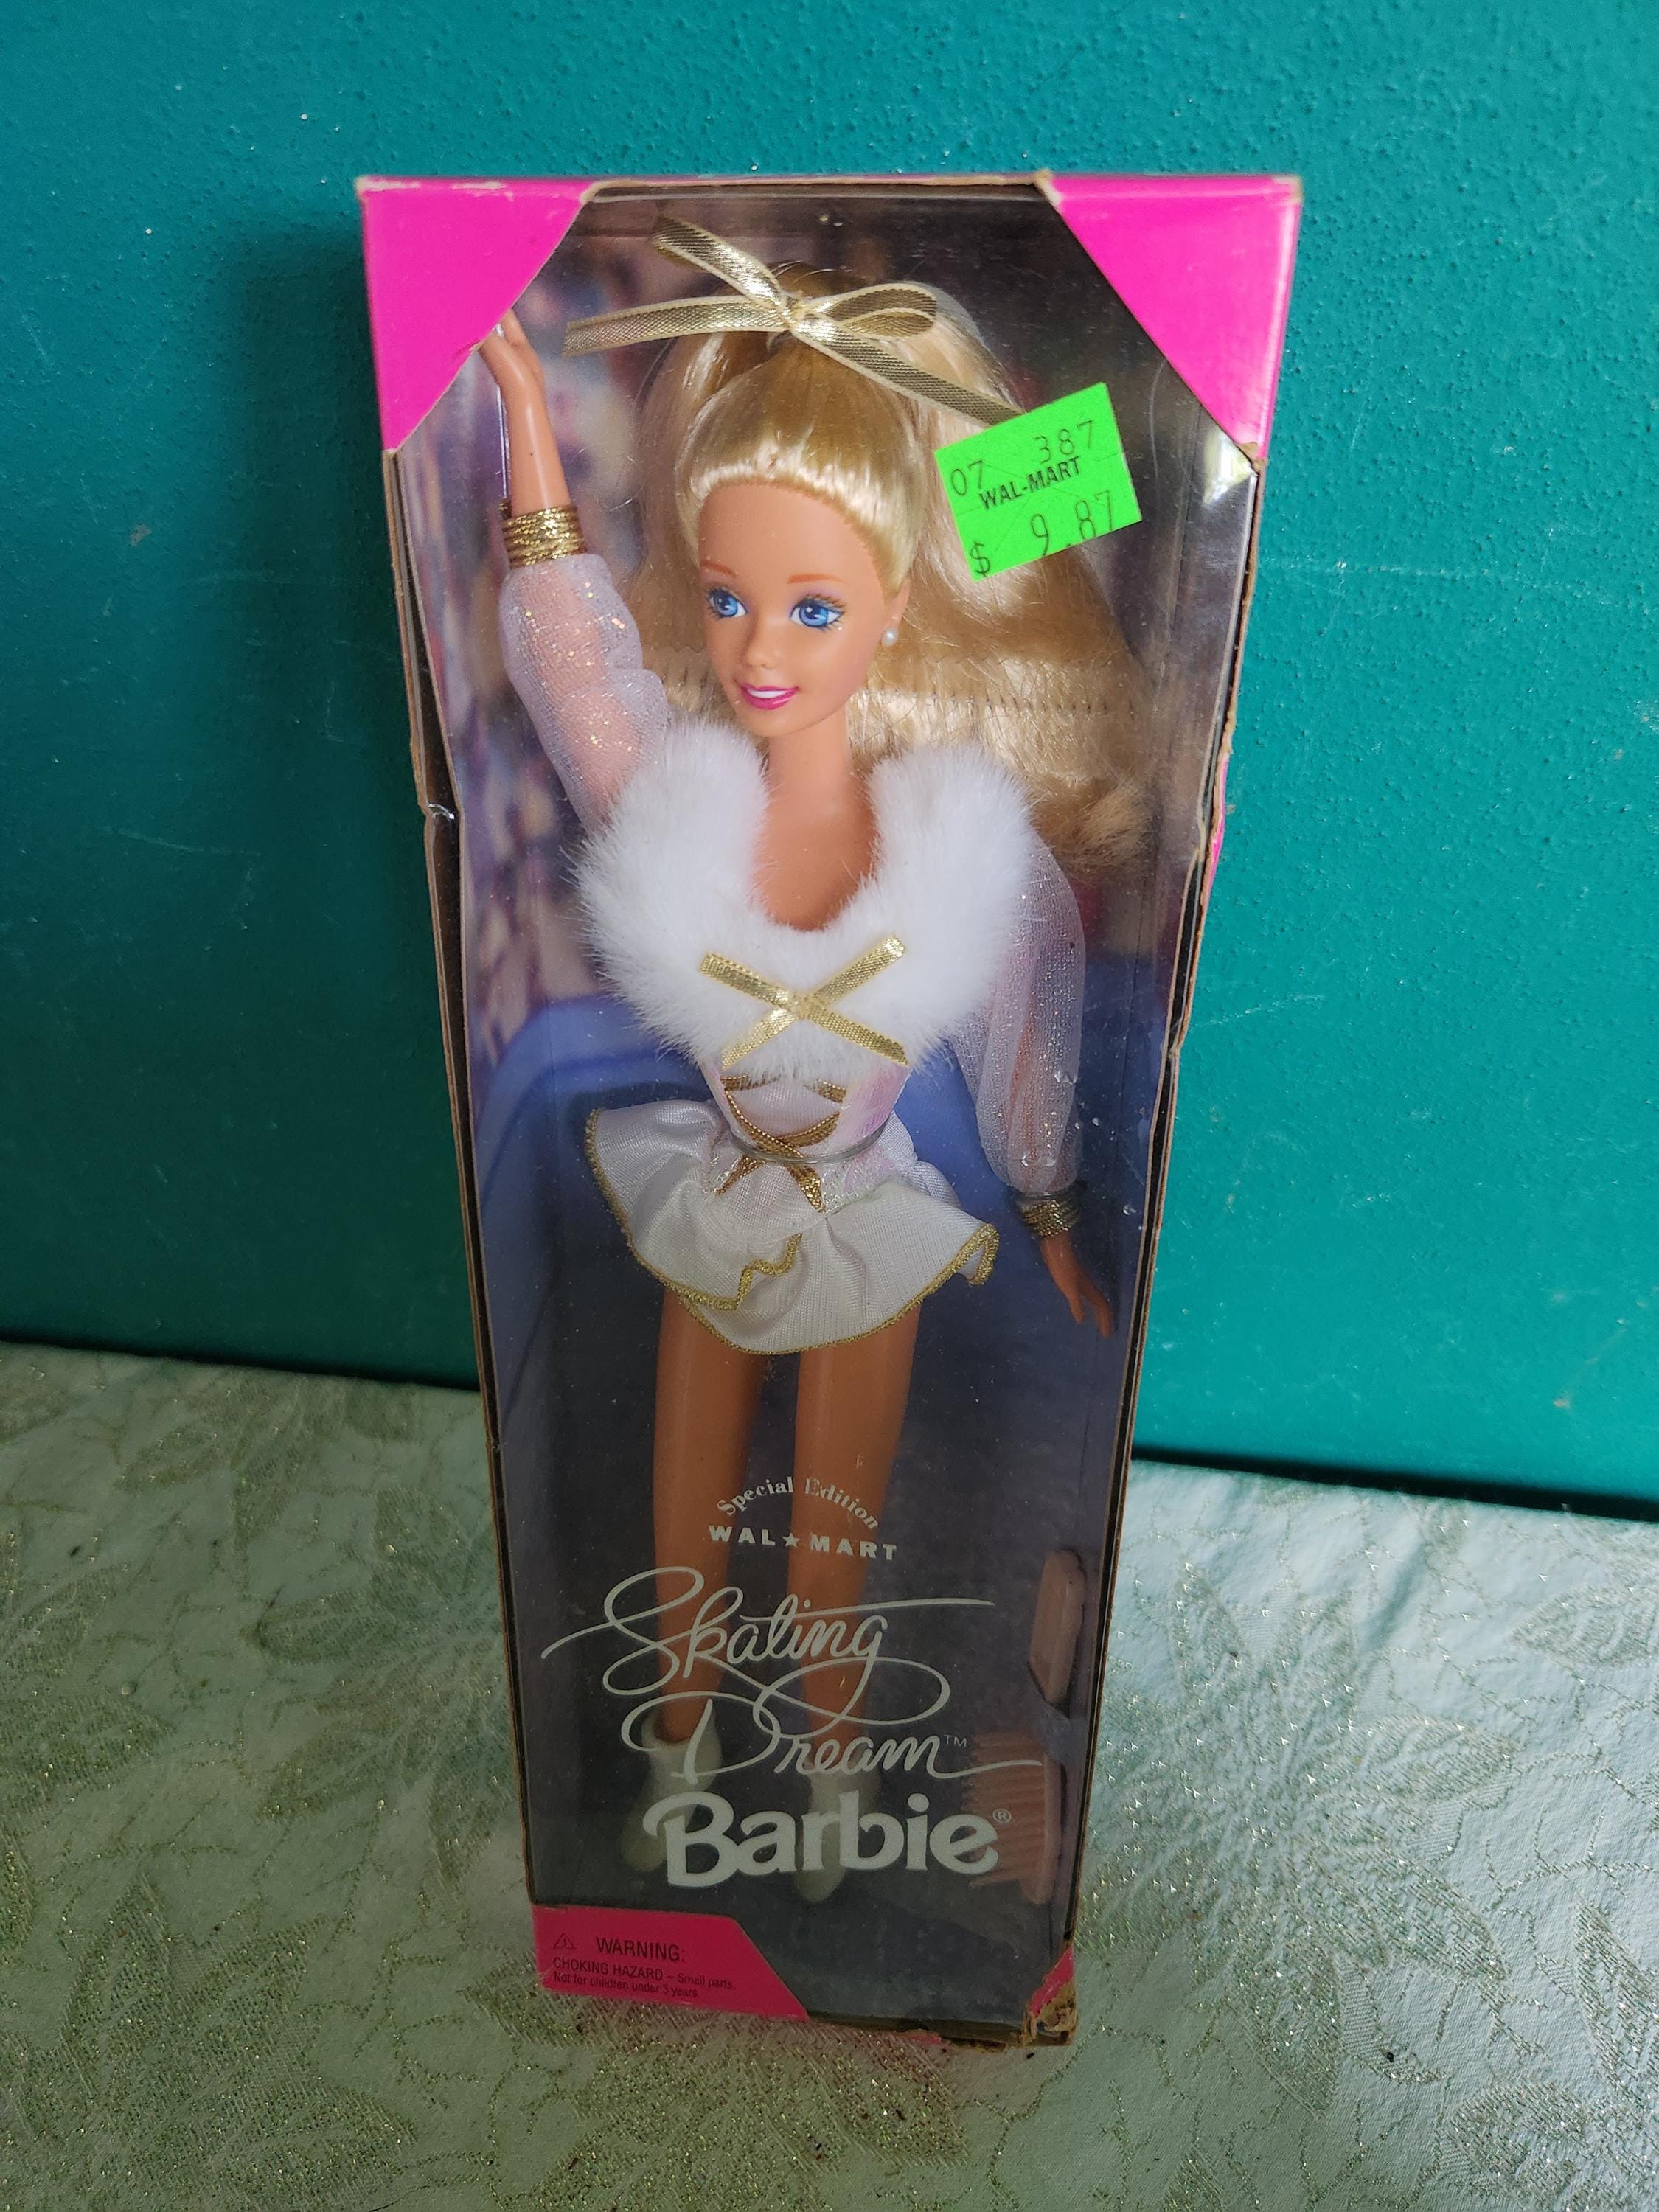 07 387
WAL-MART
$ 9.87
Special Edition
WAL★MART
Skating
Dream™
Barbie®
⚠ WARNING:
CHOKING HAZARD – Small parts.
Not for children under 3 years.